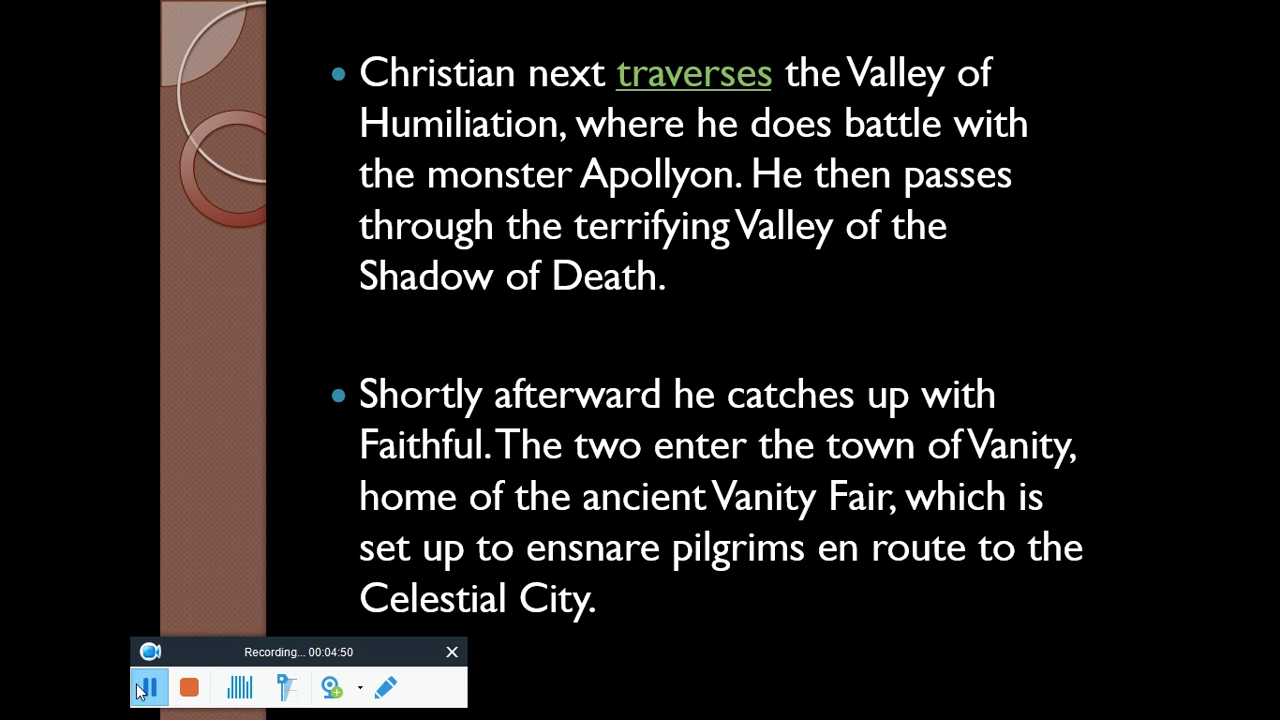 Christian next traverses the Valley of
Humiliation, where he does battle with
the monster Apollyon. He then passes
through the terrifying Valley of the
Shadow of Death.
Shortly afterward he catches up with
Faithful. The two enter the town of Vanity,
home of the ancient Vanity Fair, which is
set up to ensnare pilgrims en route to the
Celestial City.
Recording... 00:04:50